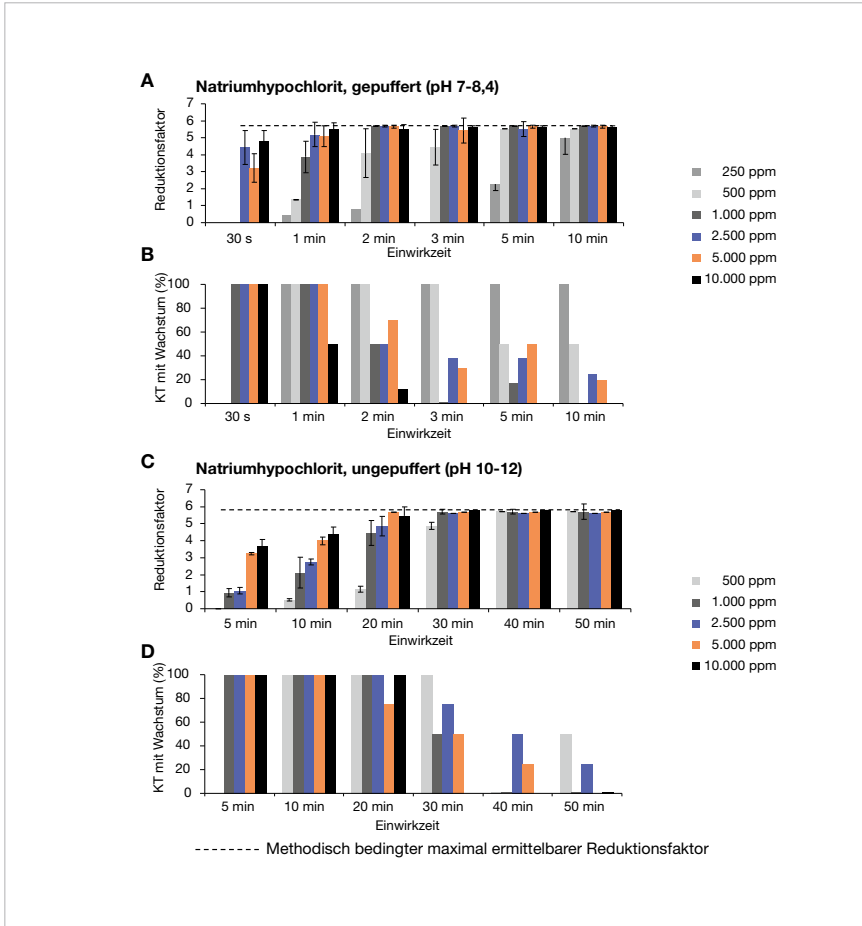 A
Natriumhypochlorit, gepuffert (pH 7-8,4)
Reduktionsfaktor
7
6
5
4
3
2
1
0
30 s 1 min 2 min 3 min 5 min 10 min
Einwirkzeit
250 ppm
500 ppm
1.000 ppm
2.500 ppm
5.000 ppm
10.000 ppm
B
KT mit Wachstum (%)
100
80
60
40
20
0
30 s 1 min 2 min 3 min 5 min 10 min
Einwirkzeit
C
Natriumhypochlorit, ungepuffert (pH 10-12)
Reduktionsfaktor
7
6
5
4
3
2
1
0
5 min 10 min 20 min 30 min 40 min 50 min
Einwirkzeit
500 ppm
1.000 ppm
2.500 ppm
5.000 ppm
10.000 ppm
D
KT mit Wachstum (%)
100
80
60
40
20
0
5 min 10 min 20 min 30 min 40 min 50 min
Einwirkzeit
Methodisch bedingter maximal ermittelbarer Reduktionsfaktor